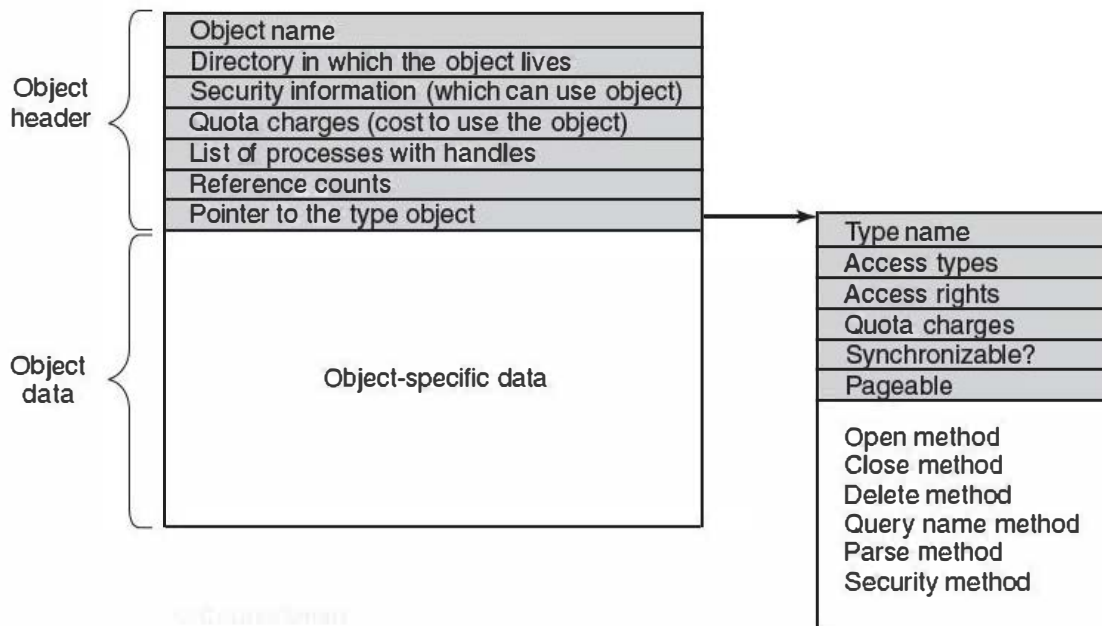 Object name
Directory in which the object lives
Security information (which can use object)
Quota charges (cost to use the object)
List of processes with handles
Reference counts
Pointer to the type object
Object
header
Object
data
Object-specific data
Type name
Access types
Access rights
Quota charges
Synchronizable?
Pageable
Open method
Close method
Delete method
Query name method
Parse method
Security method